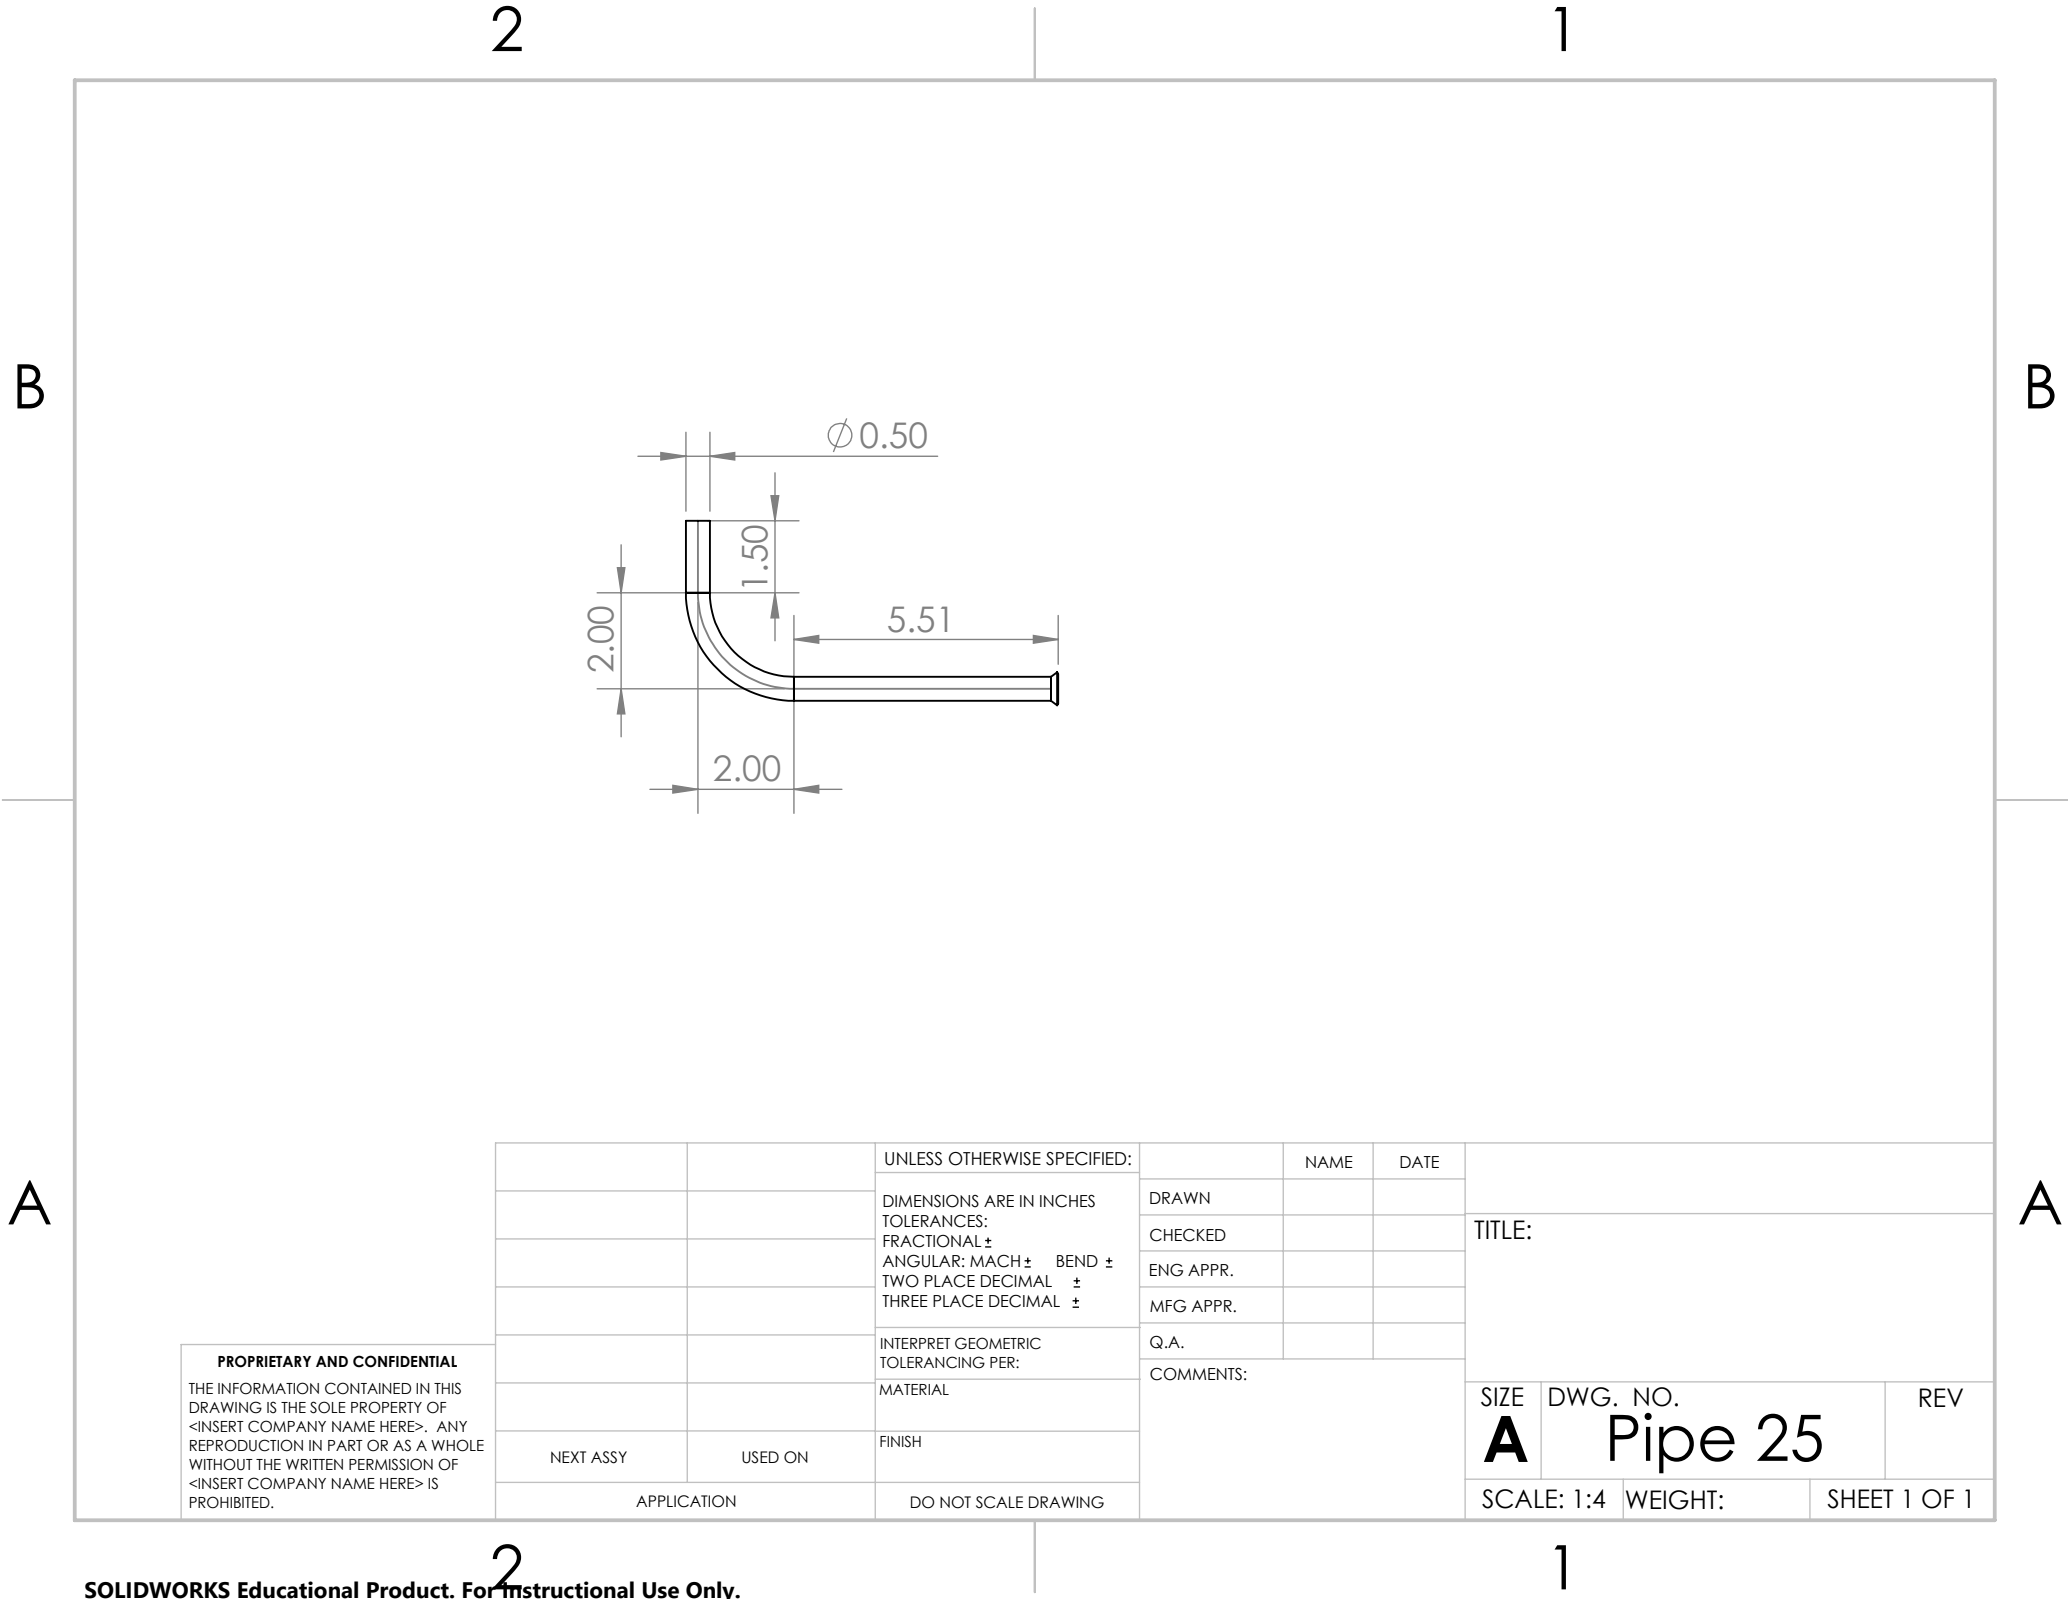 2
1
B
B
⌀0.50
1.50
5.51
2.00
2.00
A
A
UNLESS OTHERWISE SPECIFIED:
DIMENSIONS ARE IN INCHES
TOLERANCES:
FRACTIONAL ±
ANGULAR: MACH ± BEND ±
TWO PLACE DECIMAL ±
THREE PLACE DECIMAL ±
INTERPRET GEOMETRIC
TOLERANCING PER:
MATERIAL
FINISH
DO NOT SCALE DRAWING
NAME
DATE
DRAWN
CHECKED
ENG APPR.
MFG APPR.
Q.A.
COMMENTS:
TITLE:
SIZE
A
DWG. NO.
Pipe 25
REV
SCALE: 1:4
WEIGHT:
SHEET 1 OF 1
PROPRIETARY AND CONFIDENTIAL
THE INFORMATION CONTAINED IN THIS
DRAWING IS THE SOLE PROPERTY OF
<INSERT COMPANY NAME HERE>. ANY
REPRODUCTION IN PART OR AS A WHOLE
WITHOUT THE WRITTEN PERMISSION OF
<INSERT COMPANY NAME HERE> IS
PROHIBITED.
NEXT ASSY
USED ON
APPLICATION
2
1
SOLIDWORKS Educational Product. For Instructional Use Only.